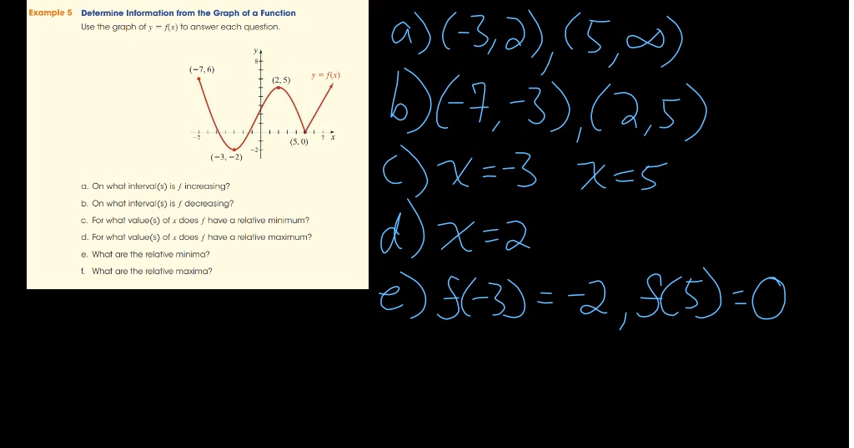 Example 5 Determine Information from the Graph of a Function
Use the graph of y = f(x) to answer each question.
y
8
(−7, 6)
(2, 5)
y = f(x)
−7
7
x
(5, 0)
−2
(−3, −2)
a. On what interval(s) is f increasing?
b. On what interval(s) is f decreasing?
c. For what value(s) of x does f have a relative minimum?
d. For what value(s) of x does f have a relative maximum?
e. What are the relative minima?
f. What are the relative maxima?
a) (-3,2), (5,∞)
b) (-7,-3), (2,5)
c) x=-3 x=5
d) x=2
e) f(-3)=-2, f(5)=0